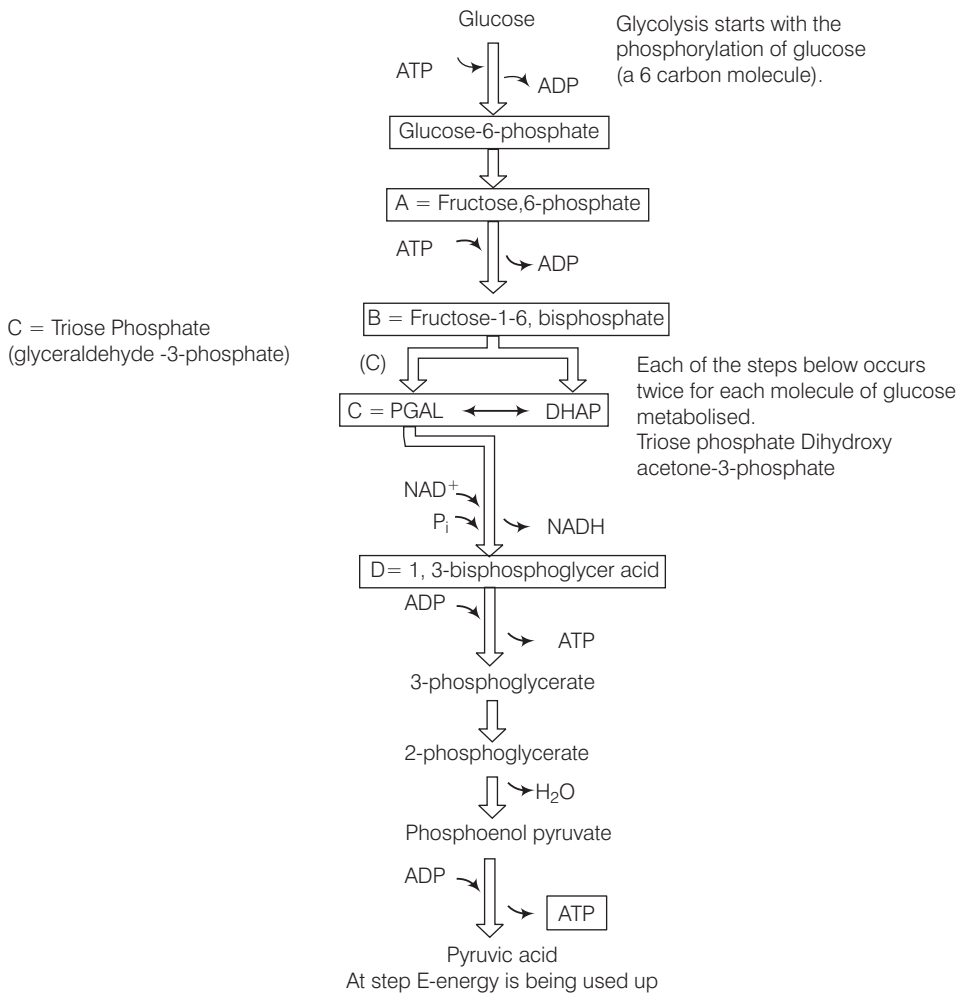 Glucose
Glycolysis starts with the
phosphorylation of glucose
(a 6 carbon molecule).
ATP
ADP
Glucose-6-phosphate
A = Fructose,6-phosphate
ATP
ADP
B = Fructose-1-6, bisphosphate
C = Triose Phosphate
(glyceraldehyde -3-phosphate)
(C)
Each of the steps below occurs
twice for each molecule of glucose
metabolised.
Triose phosphate Dihydroxy
acetone-3-phosphate
C = PGAL DHAP
NAD⁺
Pᵢ
NADH
D= 1, 3-bisphosphoglycer acid
ADP
ATP
3-phosphoglycerate
2-phosphoglycerate
H₂O
Phosphoenol pyruvate
ADP
ATP
Pyruvic acid
At step E-energy is being used up